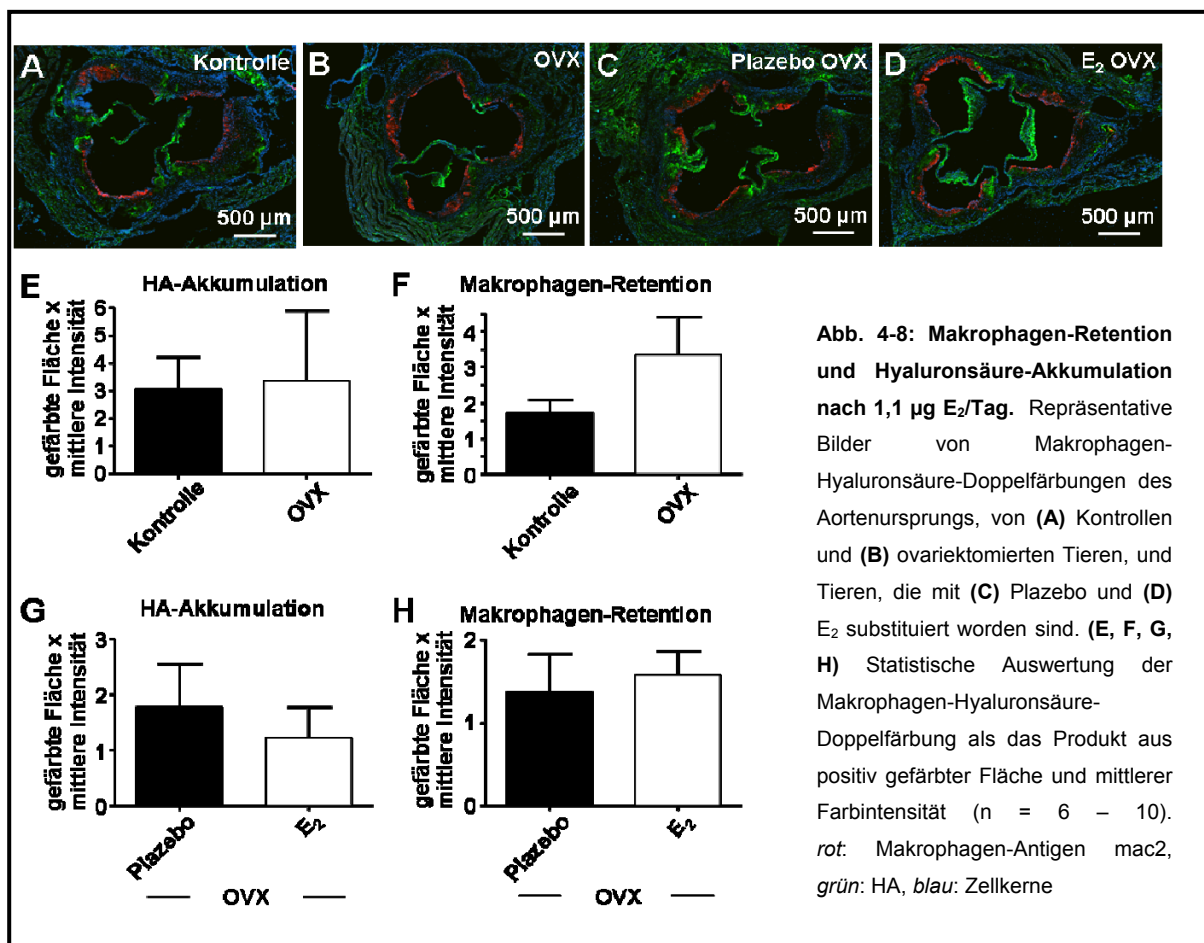 A
Kontrolle
500 µm
B
OVX
500 µm
C
Plazebo OVX
500 µm
D
E₂ OVX
500 µm
E
HA-Akkumulation
gefärbte Fläche x
mittlere Intensität
6
5
4
3
2
1
0
Kontrolle
OVX
F
Makrophagen-Retention
gefärbte Fläche x
mittlere Intensität
4
3
2
1
0
Kontrolle
OVX
G
HA-Akkumulation
gefärbte Fläche x
mittlere Intensität
3
2
1
0
Plazebo
E₂
OVX
H
Makrophagen-Retention
gefärbte Fläche x
mittlere Intensität
2
1
0
Plazebo
E₂
OVX
Abb. 4-8: Makrophagen-Retention
und Hyaluronsäure-Akkumulation
nach 1,1 µg E₂/Tag. Repräsentative
Bilder von Makrophagen-
Hyaluronsäure-Doppelfärbungen des
Aortenursprungs, von (A) Kontrollen
und (B) ovariektomierten Tieren, und
Tieren, die mit (C) Plazebo und (D)
E₂ substituiert worden sind. (E, F, G,
H) Statistische Auswertung der
Makrophagen-Hyaluronsäure-
Doppelfärbung als das Produkt aus
positiv gefärbter Fläche und mittlerer
Farbintensität (n = 6 – 10).
rot: Makrophagen-Antigen mac2,
grün: HA, blau: Zellkerne